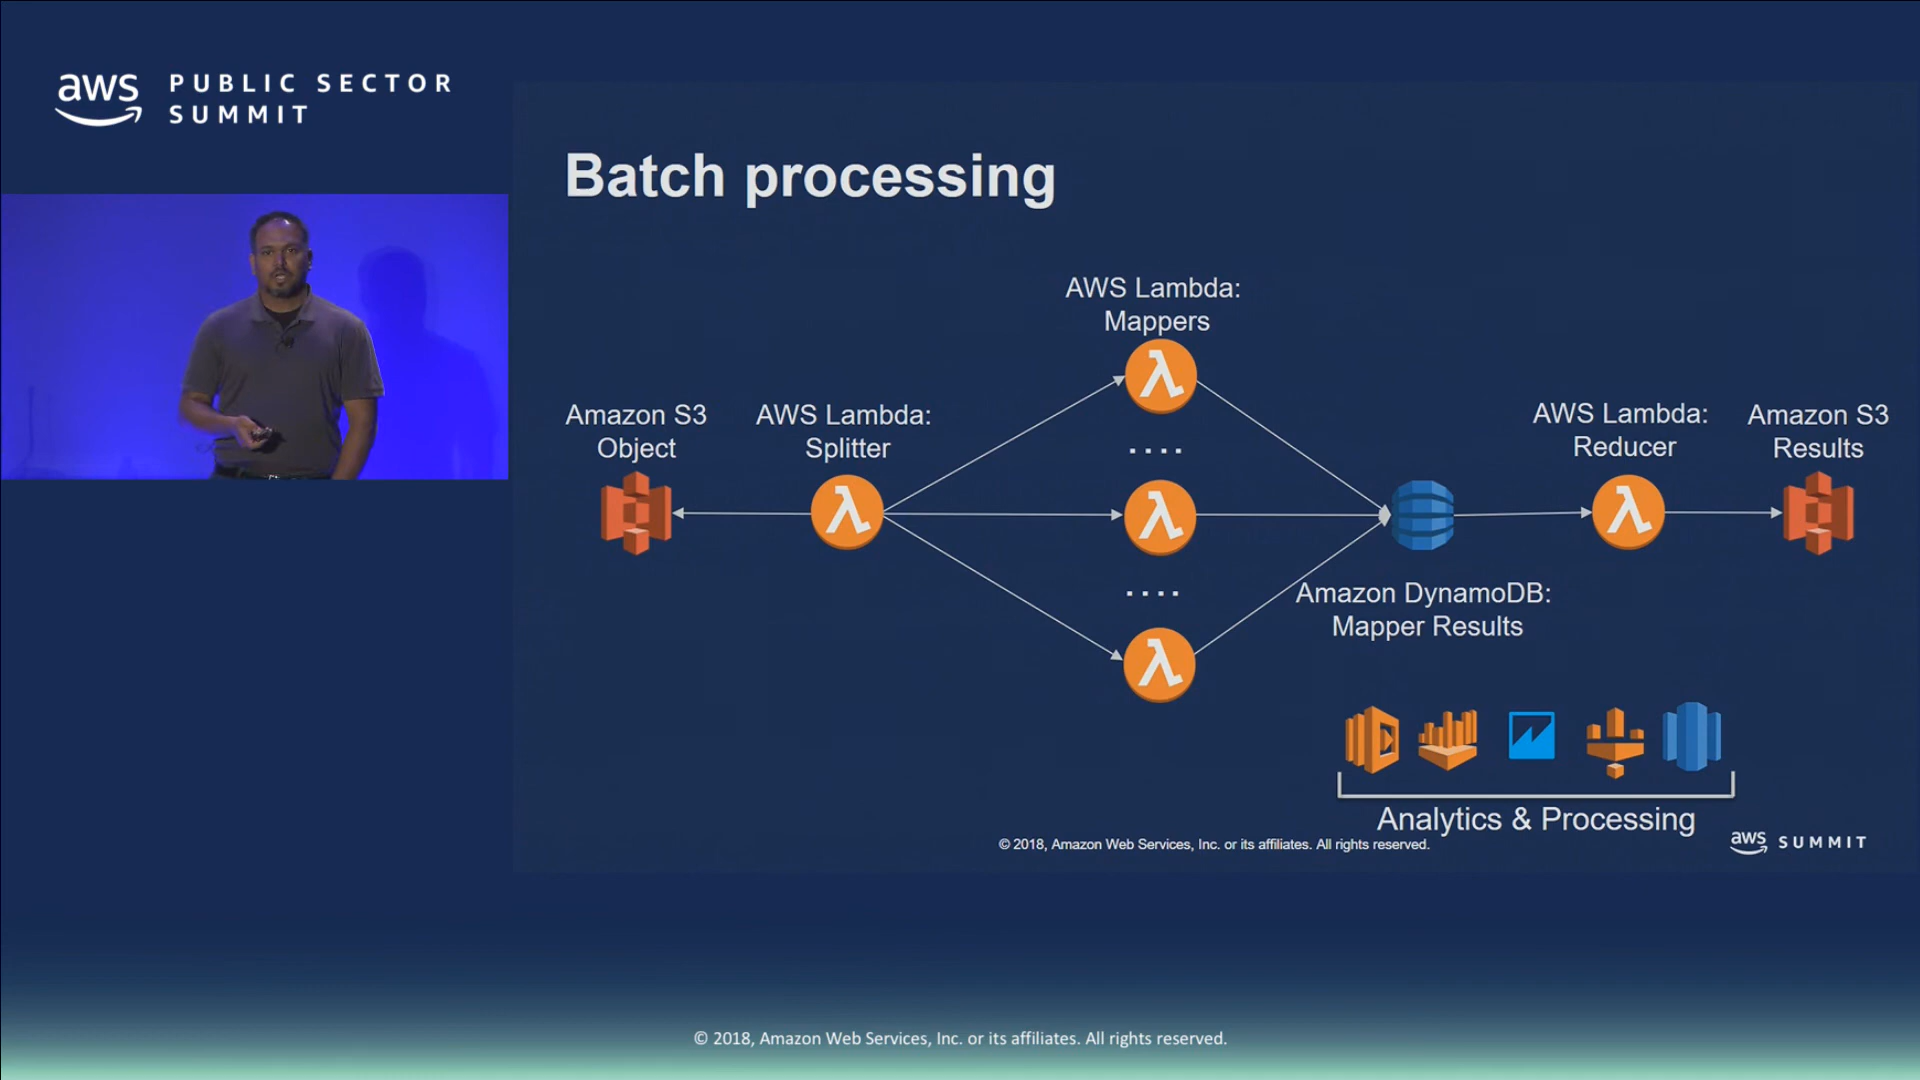 aws PUBLIC SECTOR
SUMMIT
Batch processing
AWS Lambda:
Mappers
Amazon S3
Object
AWS Lambda:
Splitter
AWS Lambda:
Reducer
Amazon S3
Results
....
....
Amazon DynamoDB:
Mapper Results
Analytics & Processing
© 2018, Amazon Web Services, Inc. or its affiliates. All rights reserved.
aws SUMMIT
© 2018, Amazon Web Services, Inc. or its affiliates. All rights reserved.